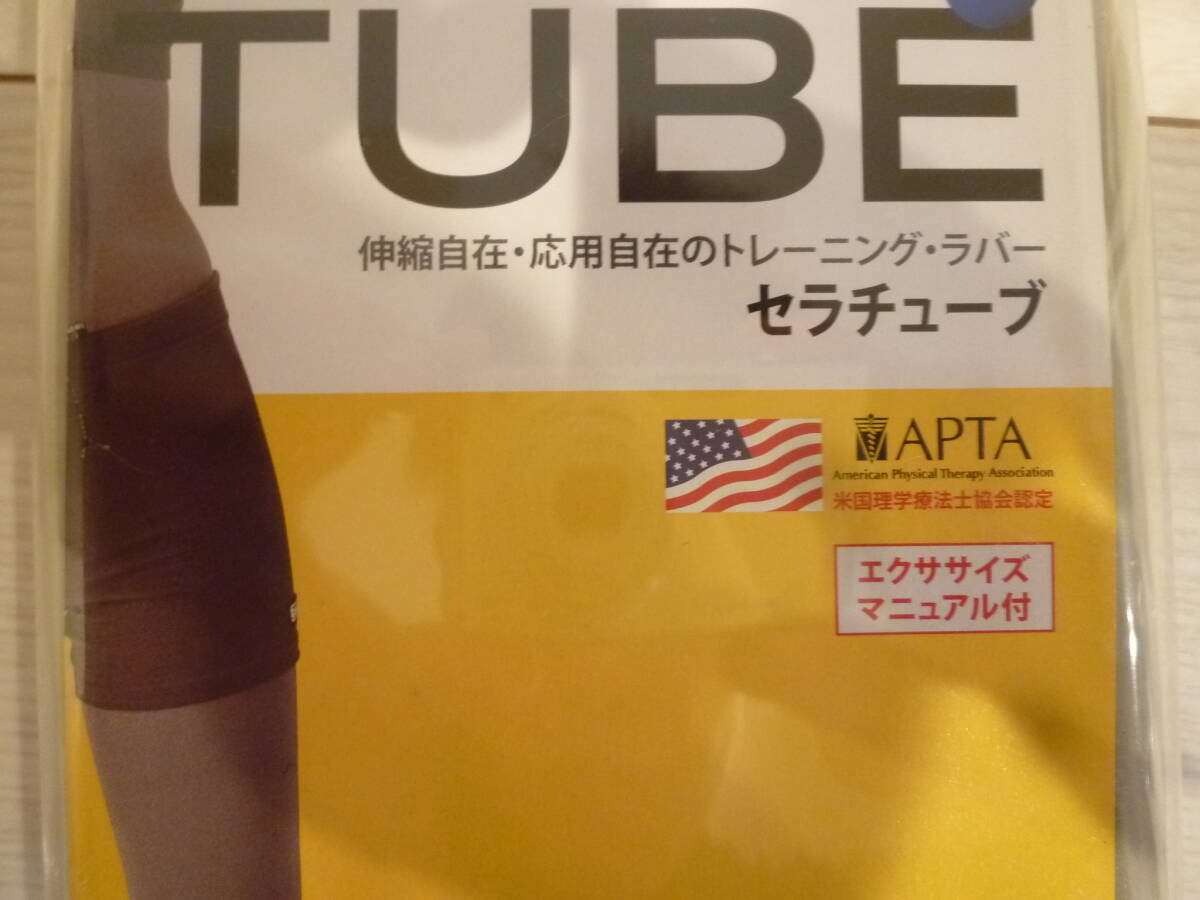 TUBE
伸縮自在・応用自在のトレーニング・ラバー
セラチューブ
APTA
American Physical Therapy Association
米国理学療法士協会認定
エクササイズ
マニュアル付